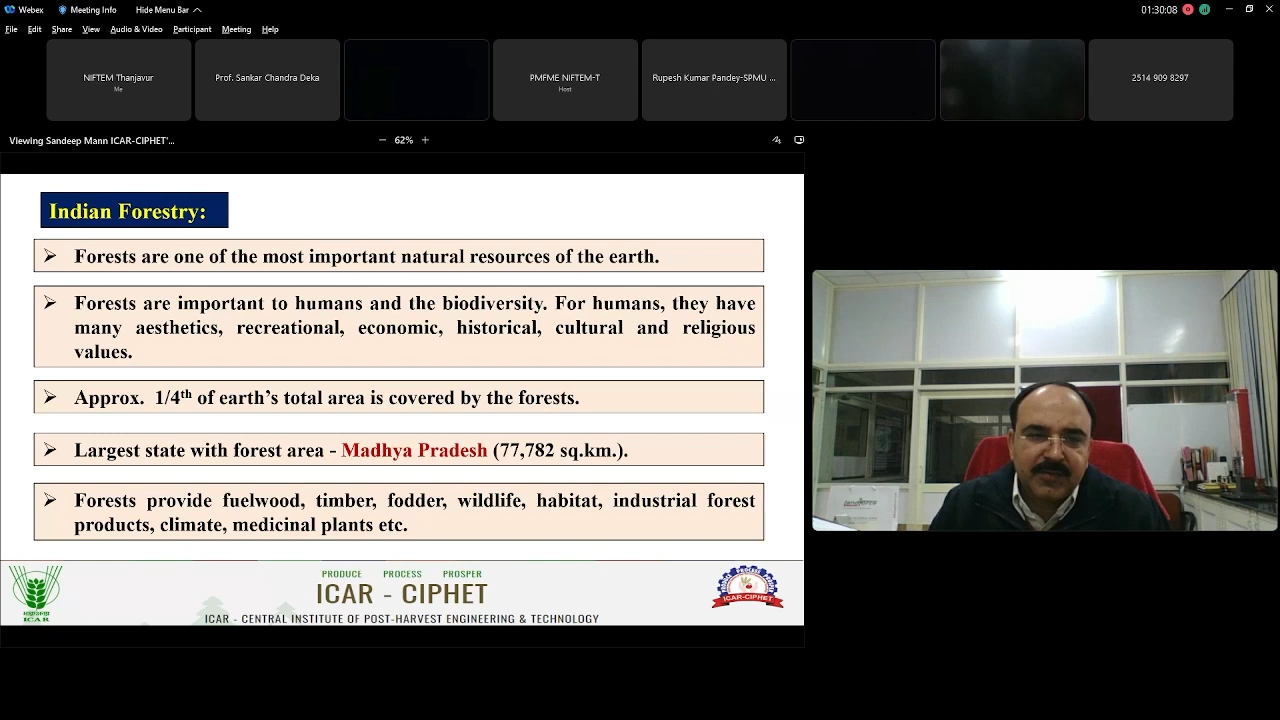 Webex
Meeting Info
Hide Menu Bar
01:30:08
File Edit Share View Audio & Video Participant Meeting Help
NIFTEM Thanjavur
Me
Prof. Sankar Chandra Deka
PMFME NIFTEM-T
Host
Rupesh Kumar Pandey-SPMU ...
2514 909 8297
Viewing Sandeep Mann ICAR-CIPHET'...
62%
Indian Forestry:
Forests are one of the most important natural resources of the earth.
Forests are important to humans and the biodiversity. For humans, they have
many aesthetics, recreational, economic, historical, cultural and religious
values.
Approx. 1/4th of earth's total area is covered by the forests.
Largest state with forest area - Madhya Pradesh (77,782 sq.km.).
Forests provide fuelwood, timber, fodder, wildlife, habitat, industrial forest
products, climate, medicinal plants etc.
PRODUCE PROCESS PROSPER
ICAR - CIPHET
ICAR - CENTRAL INSTITUTE OF POST-HARVEST ENGINEERING & TECHNOLOGY
ICAR
ICAR-CIPHET